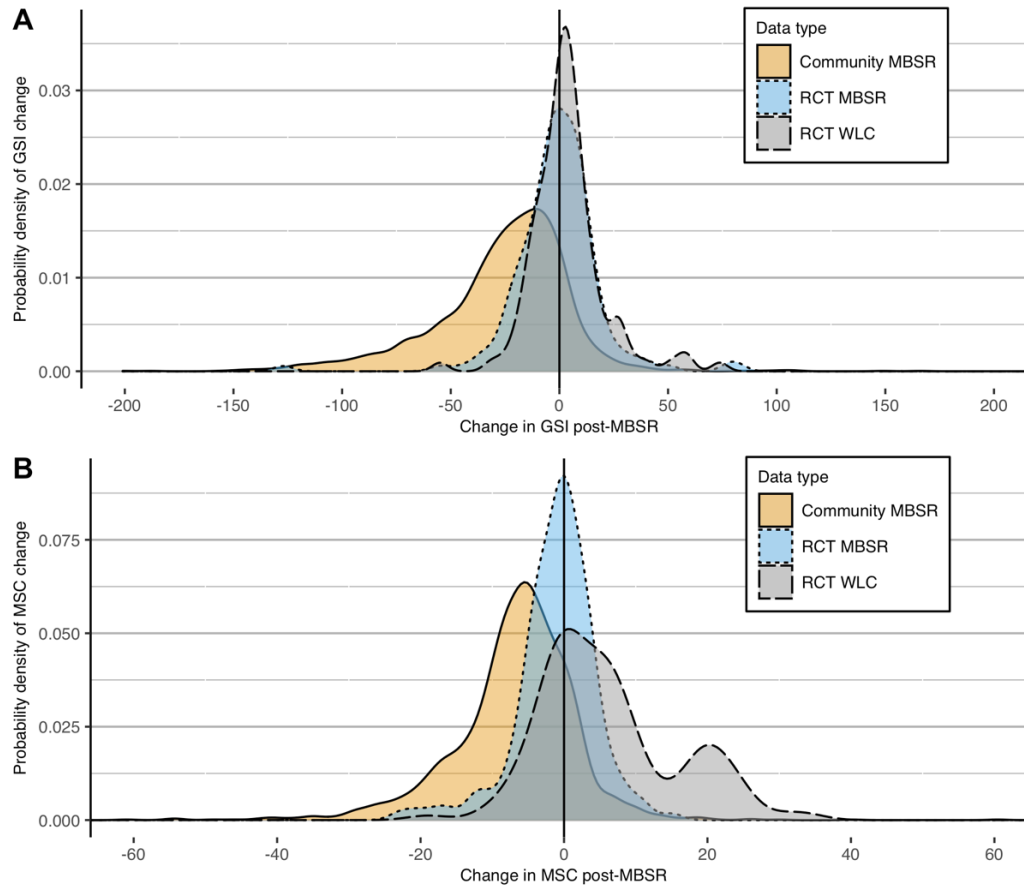 A
Probability density of GSI change
0.03
0.02
0.01
0.00
-200 -150 -100 -50 0 50 100 150 200
Change in GSI post-MBSR
Data type
Community MBSR
RCT MBSR
RCT WLC
B
Probability density of MSC change
0.075
0.050
0.025
0.000
-60 -40 -20 0 20 40 60
Change in MSC post-MBSR
Data type
Community MBSR
RCT MBSR
RCT WLC